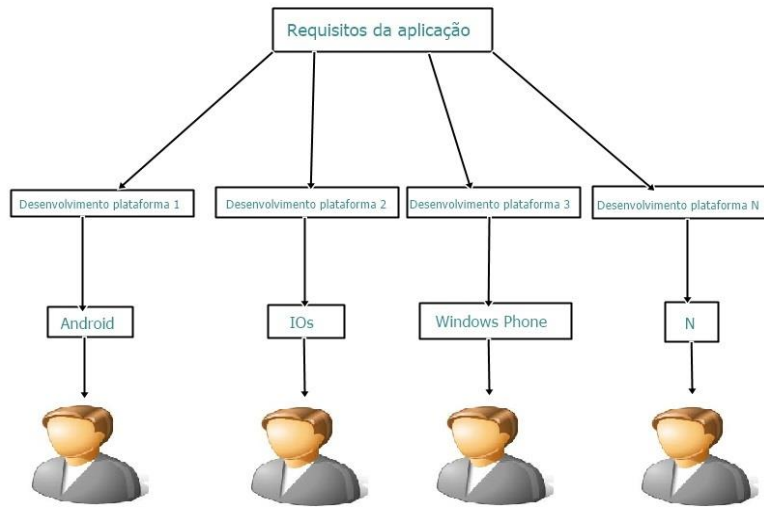 Requisitos da aplicação
Desenvolvimento plataforma 1
Desenvolvimento plataforma 2
Desenvolvimento plataforma 3
Desenvolvimento plataforma N
Android
IOs
Windows Phone
N